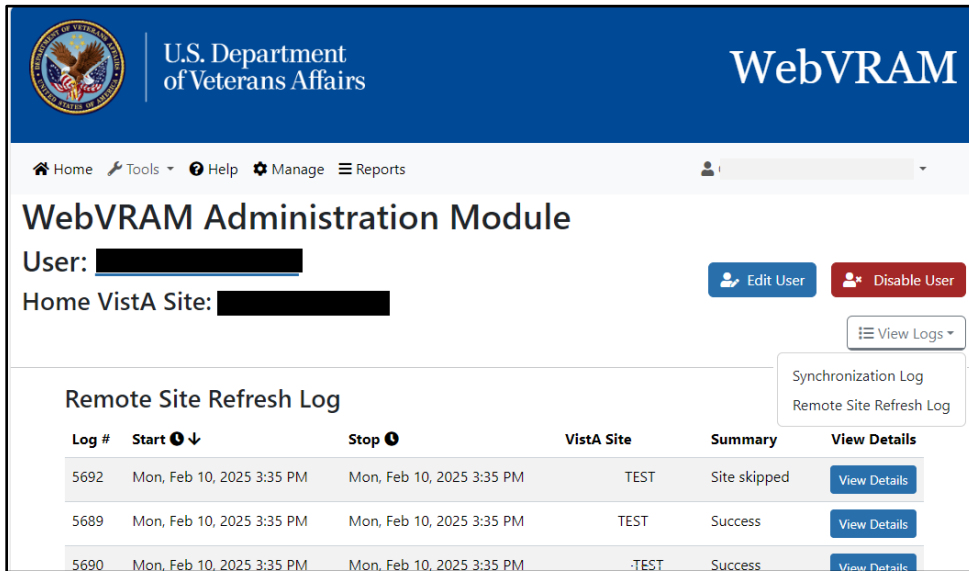 U.S. Department
of Veterans Affairs
WebVRAM
Home Tools Help Manage Reports
WebVRAM Administration Module
User:
Edit User Disable User
Home VistA Site:
View Logs
Synchronization Log
Remote Site Refresh Log
Remote Site Refresh Log
Log # Start Stop VistA Site Summary View Details
5692 Mon, Feb 10, 2025 3:35 PM Mon, Feb 10, 2025 3:35 PM TEST Site skipped View Details
5689 Mon, Feb 10, 2025 3:35 PM Mon, Feb 10, 2025 3:35 PM TEST Success View Details
5690 Mon, Feb 10, 2025 3:35 PM Mon, Feb 10, 2025 3:35 PM -TEST Success View Details